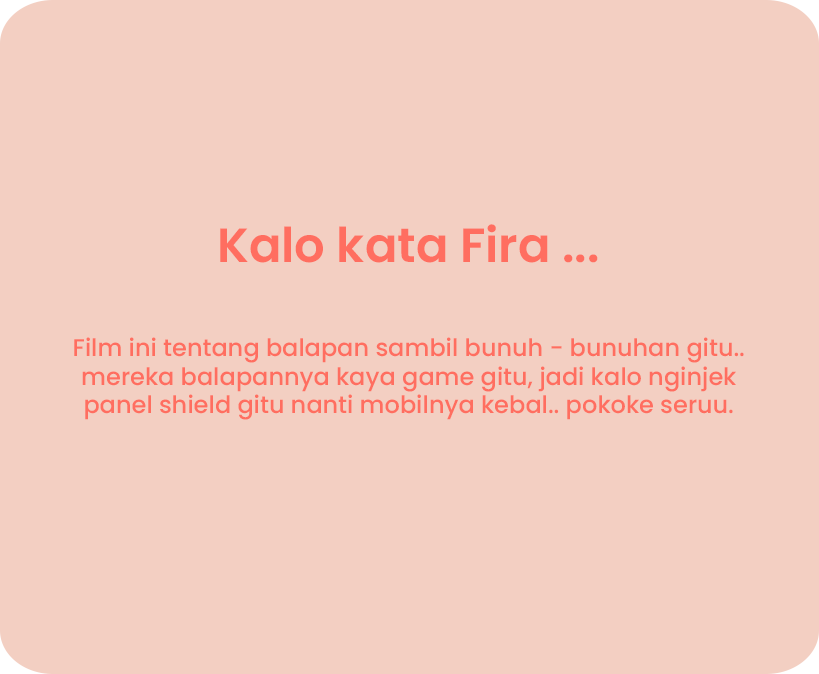 Kalo kata Fira ...
Film ini tentang balapan sambil bunuh - bunuhan gitu..
mereka balapannya kaya game gitu, jadi kalo nginjek
panel shield gitu nanti mobilnya kebal.. pokoke seruu.